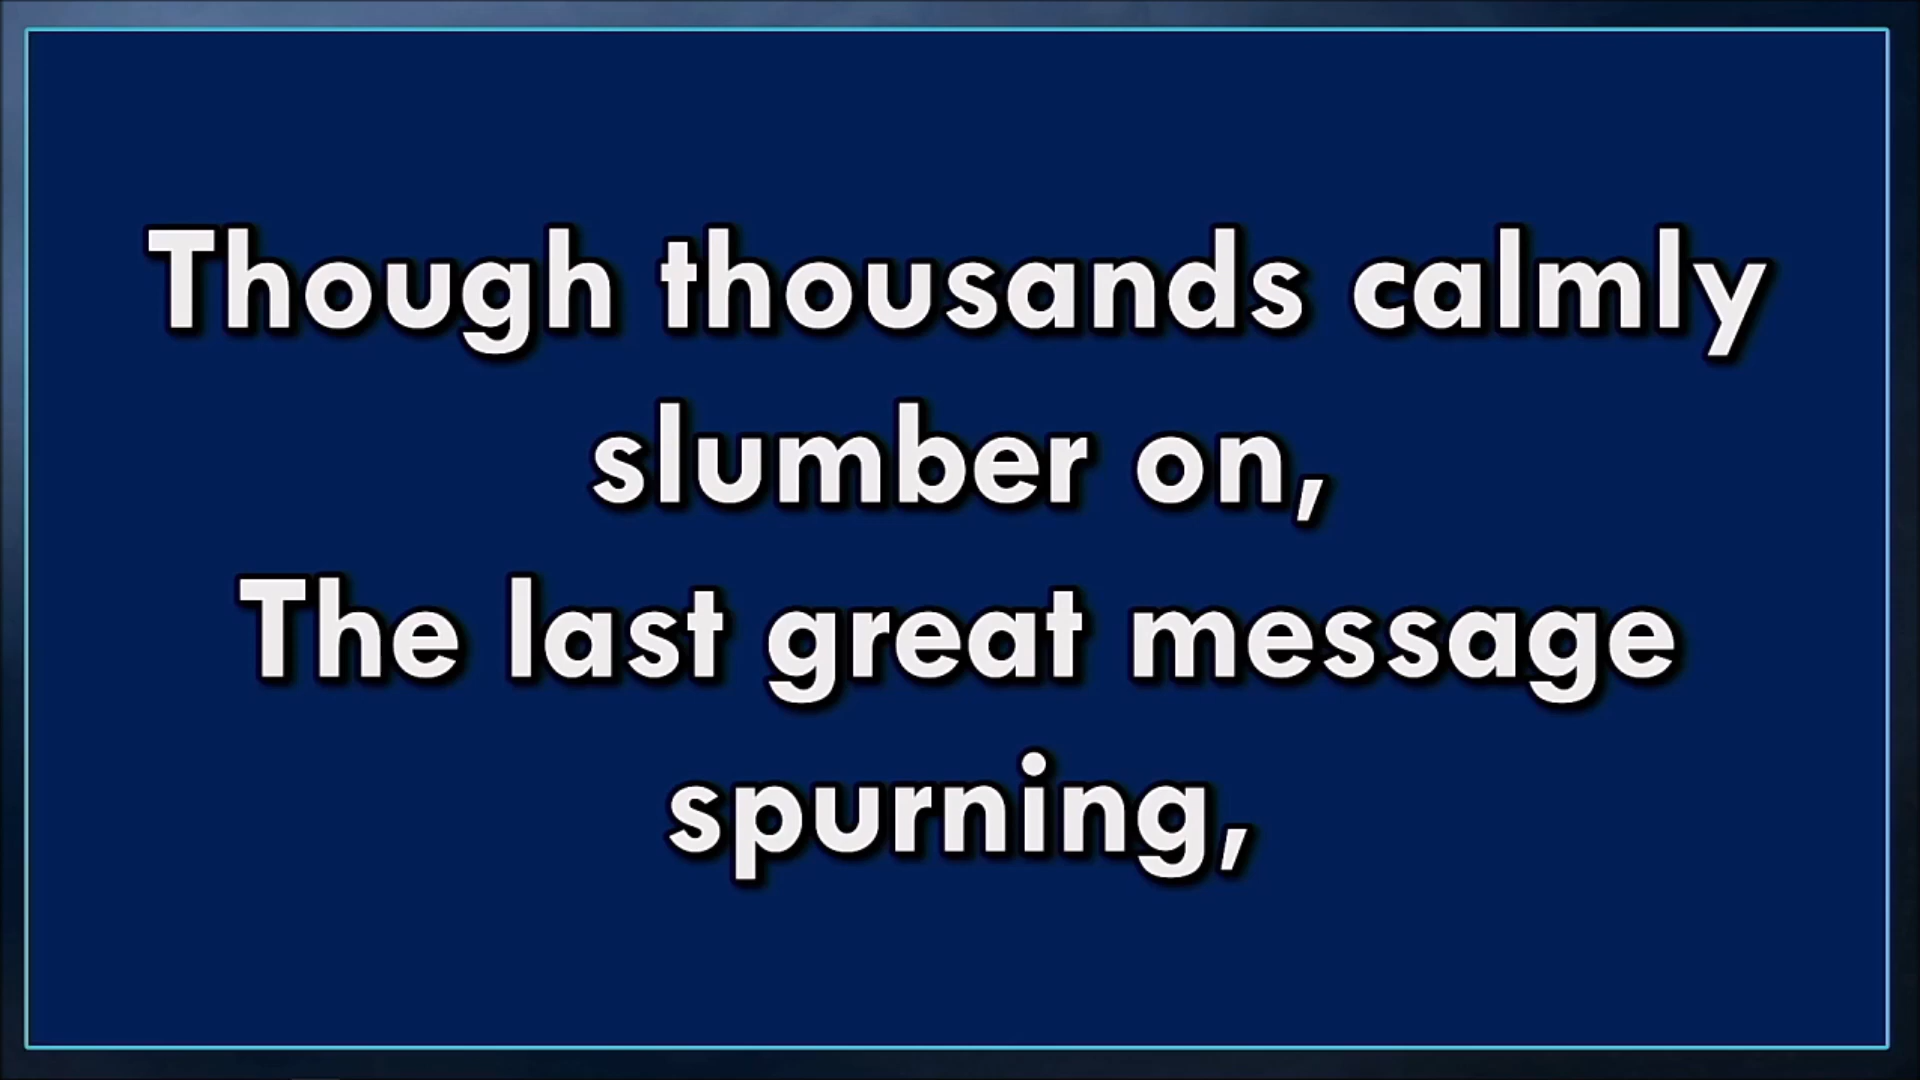 Though thousands calmly
slumber on,
The last great message
spurning,